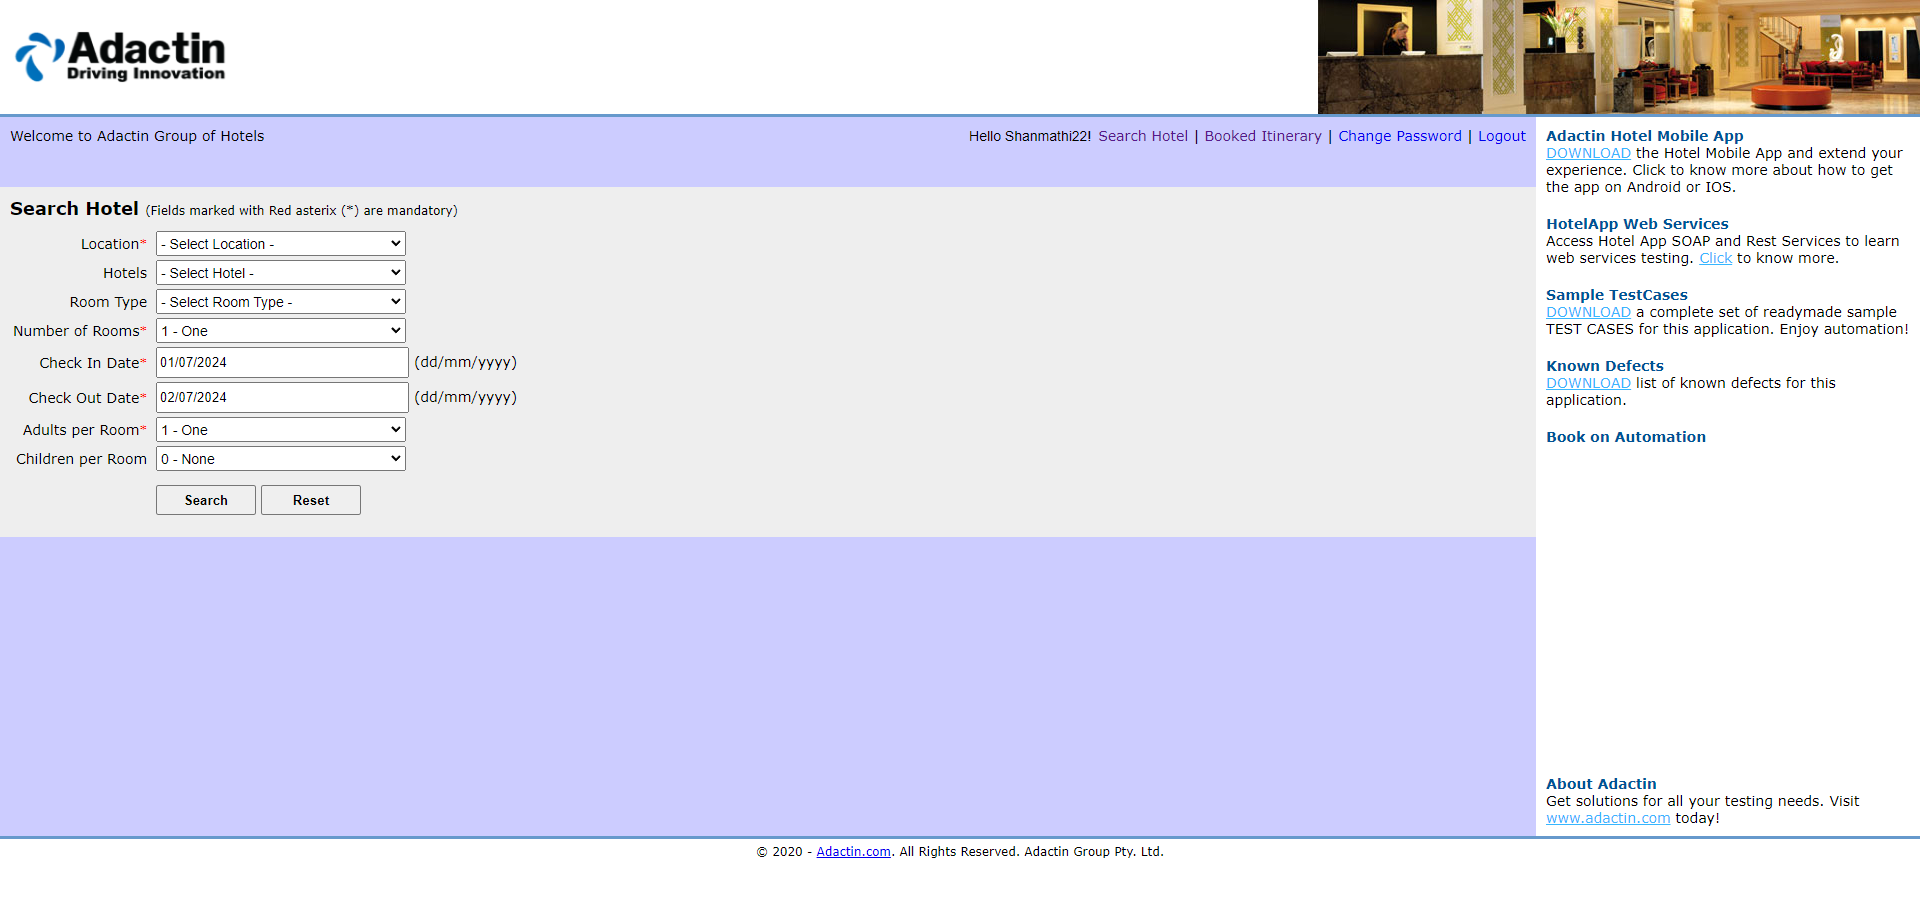 Adactin
Driving Innovation
Welcome to Adactin Group of Hotels
Hello Shanmathi22! Search Hotel | Booked Itinerary | Change Password | Logout
Search Hotel (Fields marked with Red asterix (*) are mandatory)
Location* - Select Location -
Hotels - Select Hotel -
Room Type - Select Room Type -
Number of Rooms* 1 - One
Check In Date* 01/07/2024 (dd/mm/yyyy)
Check Out Date* 02/07/2024 (dd/mm/yyyy)
Adults per Room* 1 - One
Children per Room 0 - None
Search Reset
Adactin Hotel Mobile App
DOWNLOAD the Hotel Mobile App and extend your
experience. Click to know more about how to get
the app on Android or IOS.
HotelApp Web Services
Access Hotel App SOAP and Rest Services to learn
web services testing. Click to know more.
Sample TestCases
DOWNLOAD a complete set of readymade sample
TEST CASES for this application. Enjoy automation!
Known Defects
DOWNLOAD list of known defects for this
application.
Book on Automation
About Adactin
Get solutions for all your testing needs. Visit
www.adactin.com today!
© 2020 - Adactin.com. All Rights Reserved. Adactin Group Pty. Ltd.